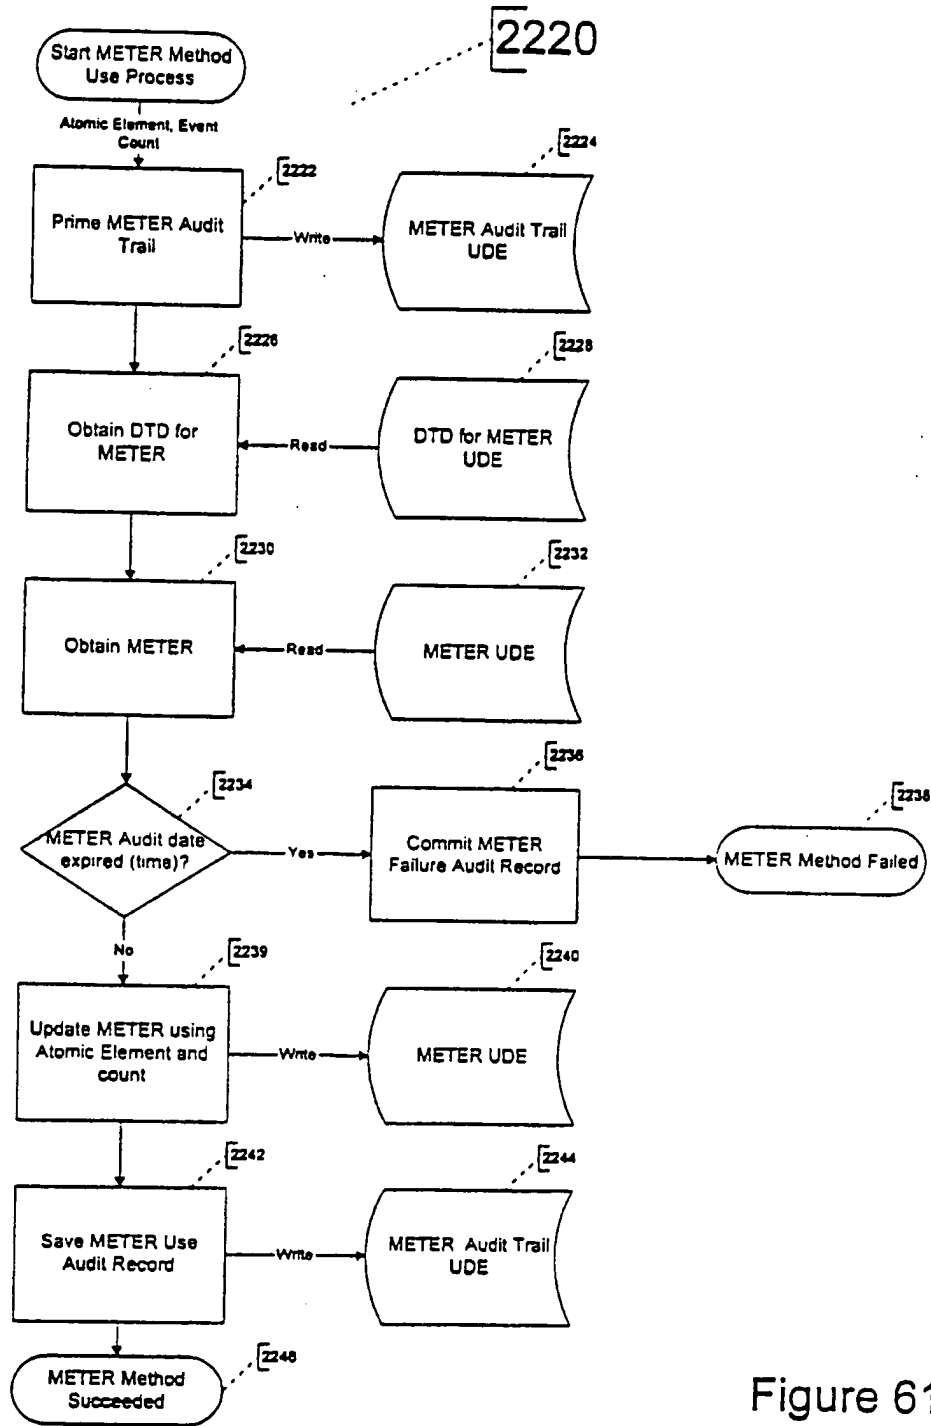 2220
Start METER Method
Use Process
Atomic Element, Event
Count
2222
Prime METER Audit
Trail
Write
2224
METER Audit Trail
UDE
2226
Obtain DTD for
METER
Read
2228
DTD for METER
UDE
2230
Obtain METER
Read
2232
METER UDE
2234
METER Audit date
expired (time)?
Yes
2236
Commit METER
Failure Audit Record
2238
METER Method Failed
No
2239
Update METER using
Atomic Element and
count
Write
2240
METER UDE
2242
Save METER Use
Audit Record
Write
2244
METER Audit Trail
UDE
2246
METER Method
Succeeded
Figure 61